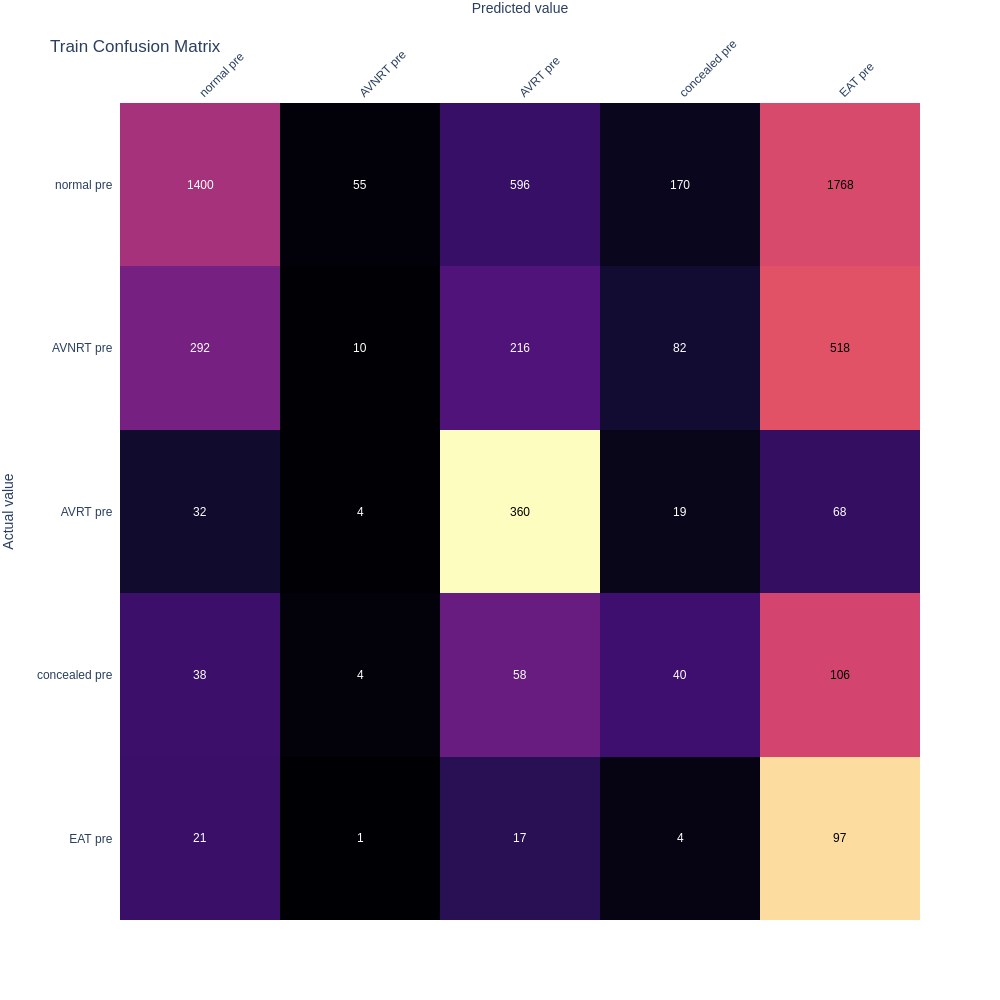 Predicted value
Train Confusion Matrix
normal pre AVNRT pre AVRT pre concealed pre EAT pre
normal pre 1400 55 596 170 1768
AVNRT pre 292 10 216 82 518
Actual value
AVRT pre 32 4 360 19 68
concealed pre 38 4 58 40 106
EAT pre 21 1 17 4 97